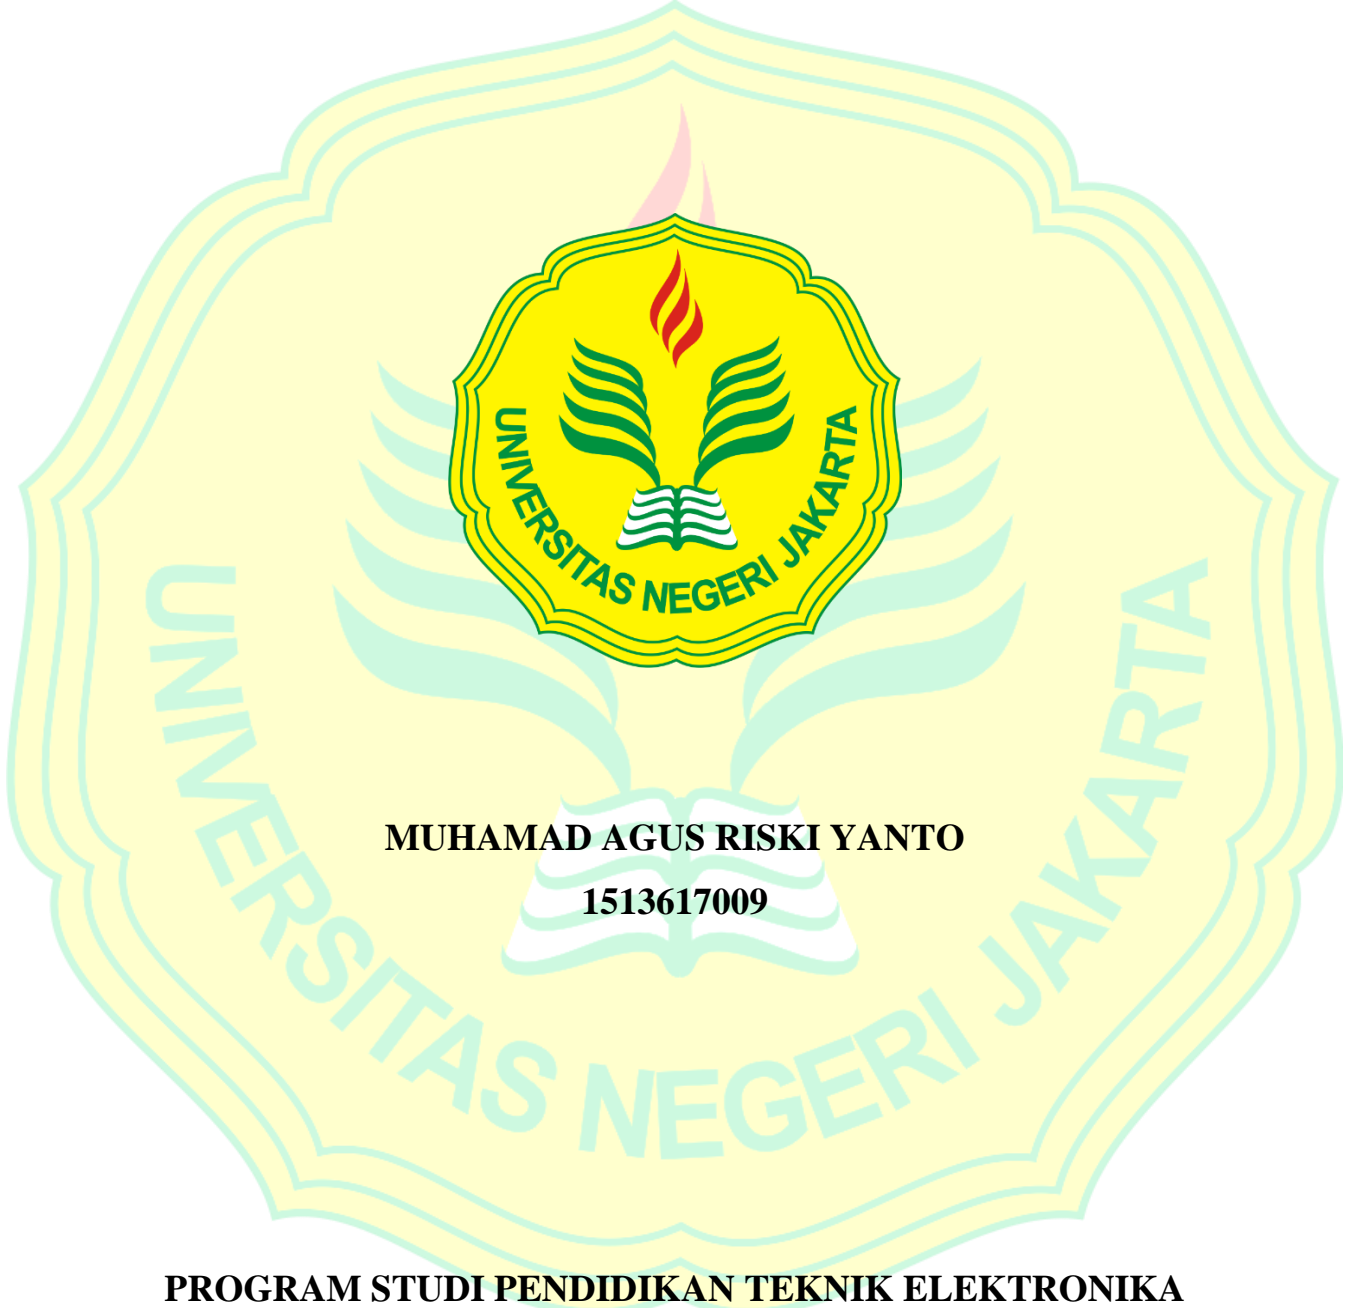 UNIVERSITAS NEGERI JAKARTA
MUHAMAD AGUS RISKI YANTO
1513617009
UNIVERSITAS NEGERI JAKARTA
PROGRAM STUDI PENDIDIKAN TEKNIK ELEKTRONIKA